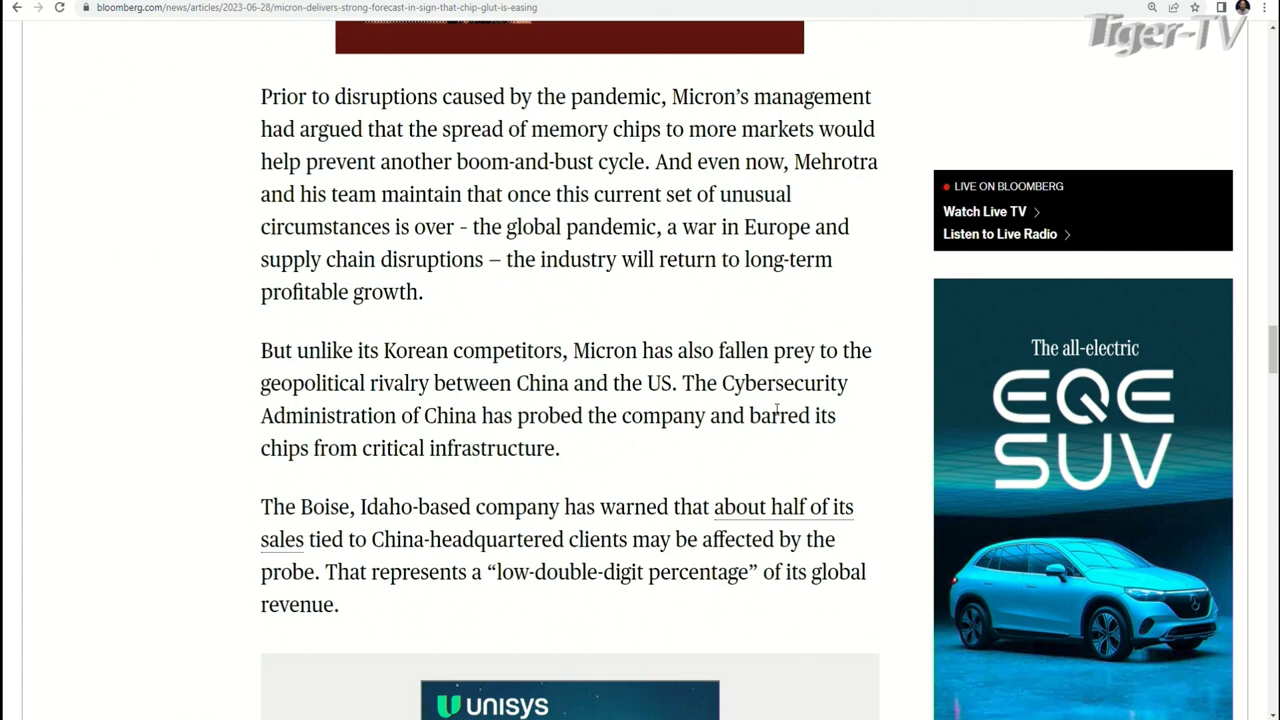 bloomberg.com/news/articles/2023-06-28/micron-delivers-strong-forecast-in-sign-that-chip-glut-is-easing
Tiger-TV
Prior to disruptions caused by the pandemic, Micron’s management
had argued that the spread of memory chips to more markets would
help prevent another boom-and-bust cycle. And even now, Mehrotra
and his team maintain that once this current set of unusual
circumstances is over - the global pandemic, a war in Europe and
supply chain disruptions – the industry will return to long-term
profitable growth.
But unlike its Korean competitors, Micron has also fallen prey to the
geopolitical rivalry between China and the US. The Cybersecurity
Administration of China has probed the company and barred its
chips from critical infrastructure.
The Boise, Idaho-based company has warned that about half of its
sales tied to China-headquartered clients may be affected by the
probe. That represents a “low-double-digit percentage” of its global
revenue.
UNISYS
LIVE ON BLOOMBERG
Watch Live TV
Listen to Live Radio
The all-electric
EQE
SUV